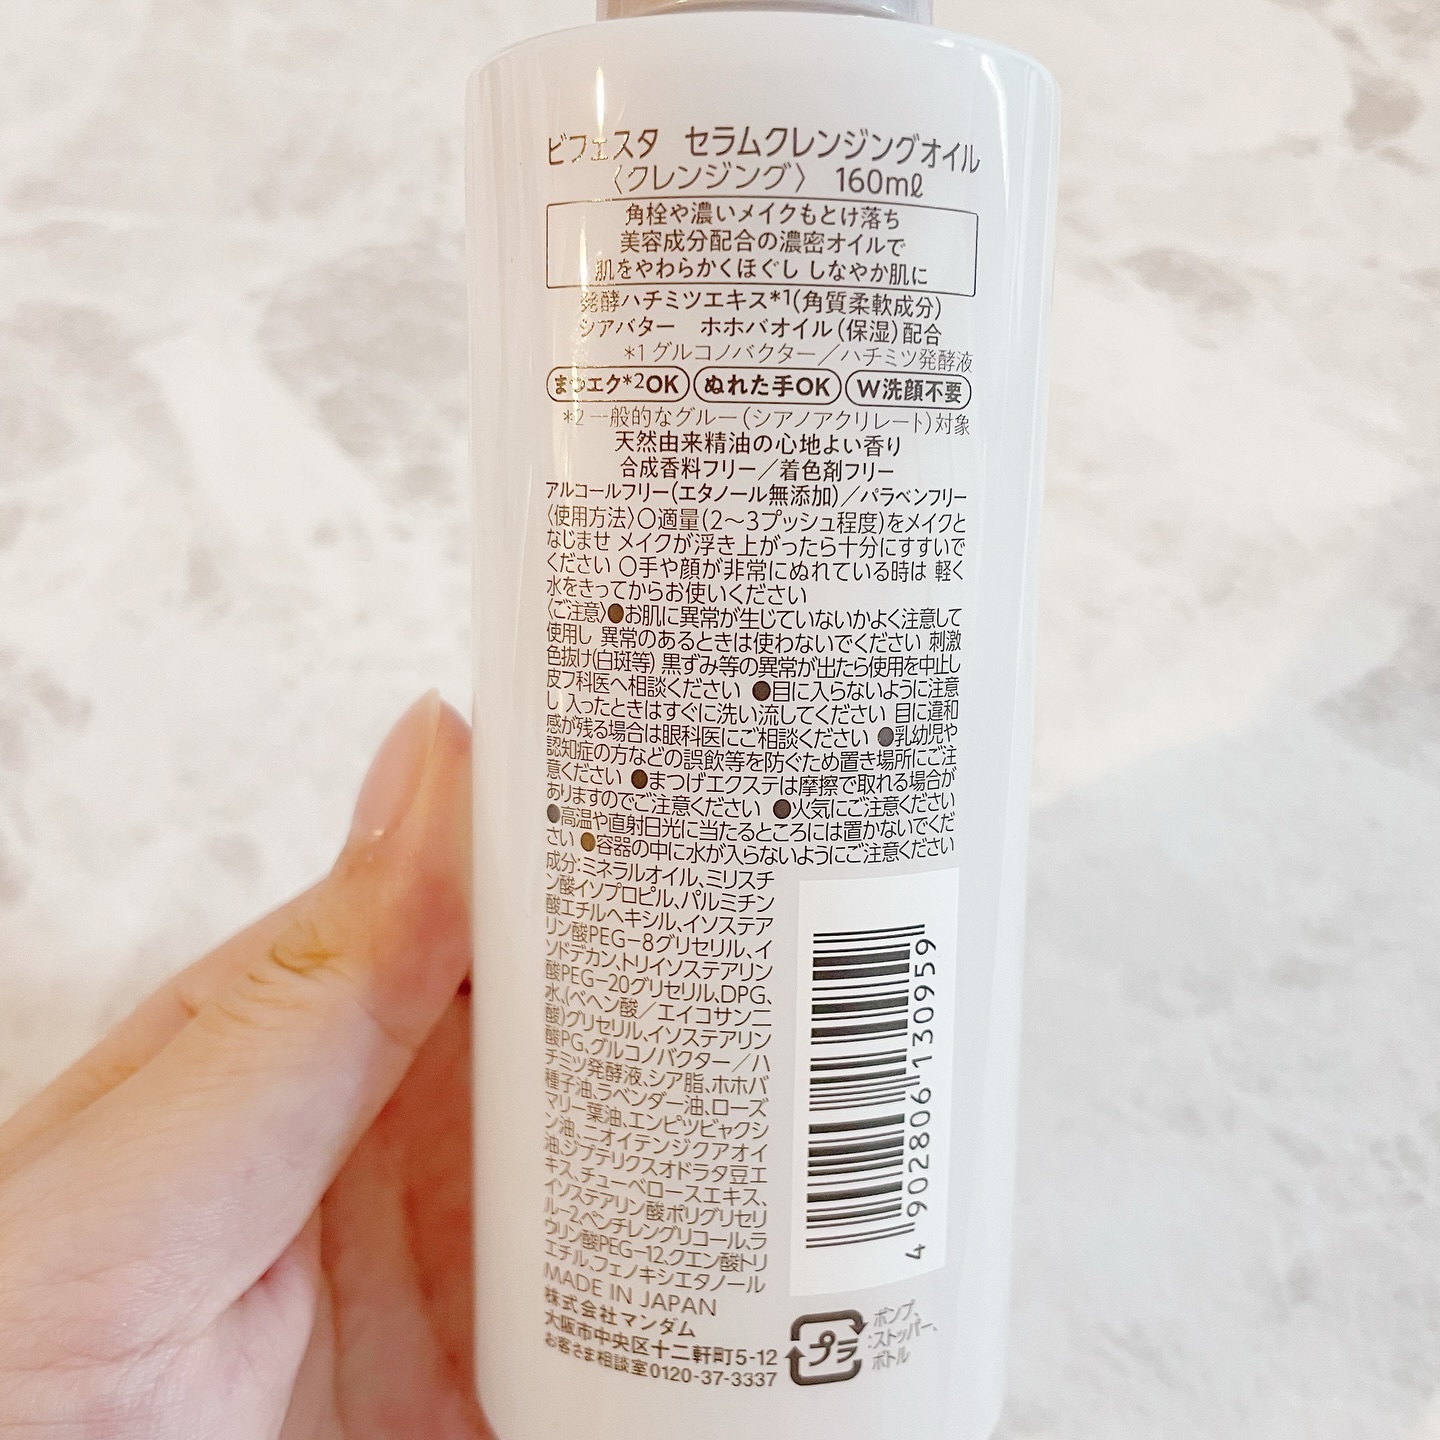 ビフェスタ セラムクレンジングオイル
〈クレンジング〉 160mℓ
角栓や濃いメイクもとけ落ち
美容成分配合の濃密オイルで
肌をやわらかくほぐし しなやか肌に
発酵ハチミツエキス*1(角質柔軟成分)
シアバター ホホバオイル(保湿)配合
*1 グルコノバクター/ハチミツ発酵液
まつエク*2OK ぬれた手OK W洗顔不要
*2 一般的なグルー(シアノアクリレート)対象
天然由来精油の心地よい香り
合成香料フリー/着色剤フリー
アルコールフリー(エタノール無添加)/パラベンフリー
〈使用方法〉○適量(2〜3プッシュ程度)をメイクと
なじませ メイクが浮き上がったら十分にすすいで
ください ○手や顔が非常にぬれている時は 軽く
水をきってからお使いください
〈ご注意〉●お肌に異常が生じていないかよく注意して
使用し 異常のあるときは使わないでください 刺激
色抜け(白斑等) 黒ずみ等の異常が出たら使用を中止し
皮フ科医へ相談ください ●目に入らないように注意
し 入ったときはすぐに洗い流してください 目に違和
感が残る場合は眼科医にご相談ください ●乳幼児や
認知症の方などの誤飲等を防ぐため置き場所にご注
意ください ●まつげエクステは摩擦で取れる場合が
ありますのでご注意ください ●火気にご注意ください
●高温や直射日光に当たるところには置かないでくだ
さい ●容器の中に水が入らないようにご注意ください
成分:ミネラルオイル、ミリスチ
ン酸イソプロピル、パルミチン
酸エチルヘキシル、イソステア
リン酸PEG-8グリセリル、イ
ソドデカン、トリイソステアリン
酸PEG-20グリセリル、DPG、
水、(ベヘン酸/エイコサン二
酸)グリセリル、イソステアリン
酸PG、グルコノバクター/ハ
チミツ発酵液、シア脂、ホホバ
種子油、ラベンダー油、ローズ
マリー葉油、エンピツビャクシ
ン油、ニオイテンジクアオイ
油、ジプテリクスオドラタ豆エ
キス、チューベロースエキス、
イソステアリン酸ポリグリセリ
ル-2、ペンチレングリコール、ラ
ウリン酸PEG-12、クエン酸トリ
エチル、フェノキシエタノール
MADE IN JAPAN
株式会社マンダム
大阪市中央区十二軒町5-12
お客さま相談室0120-37-3337
4 902806 130959
プラ
ポンプ、
ストッパー、
ボトル